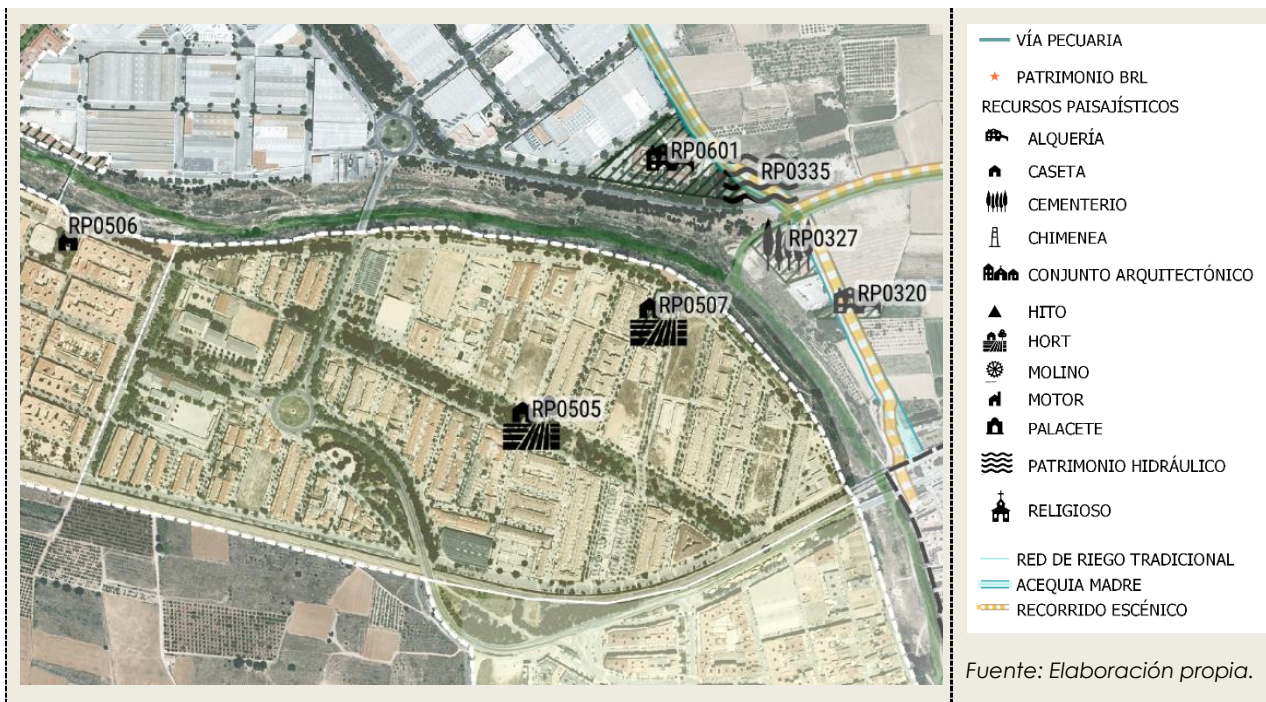 RP0601
RP0335
RP0506
RP0327
RP0320
RP0507
RP0505
VÍA PECUARIA
PATRIMONIO BRL
RECURSOS PAISAJÍSTICOS
ALQUERÍA
CASETA
CEMENTERIO
CHIMENEA
CONJUNTO ARQUITECTÓNICO
HITO
HORT
MOLINO
MOTOR
PALACETE
PATRIMONIO HIDRÁULICO
RELIGIOSO
RED DE RIEGO TRADICIONAL
ACEQUIA MADRE
RECORRIDO ESCÉNICO
Fuente: Elaboración propia.